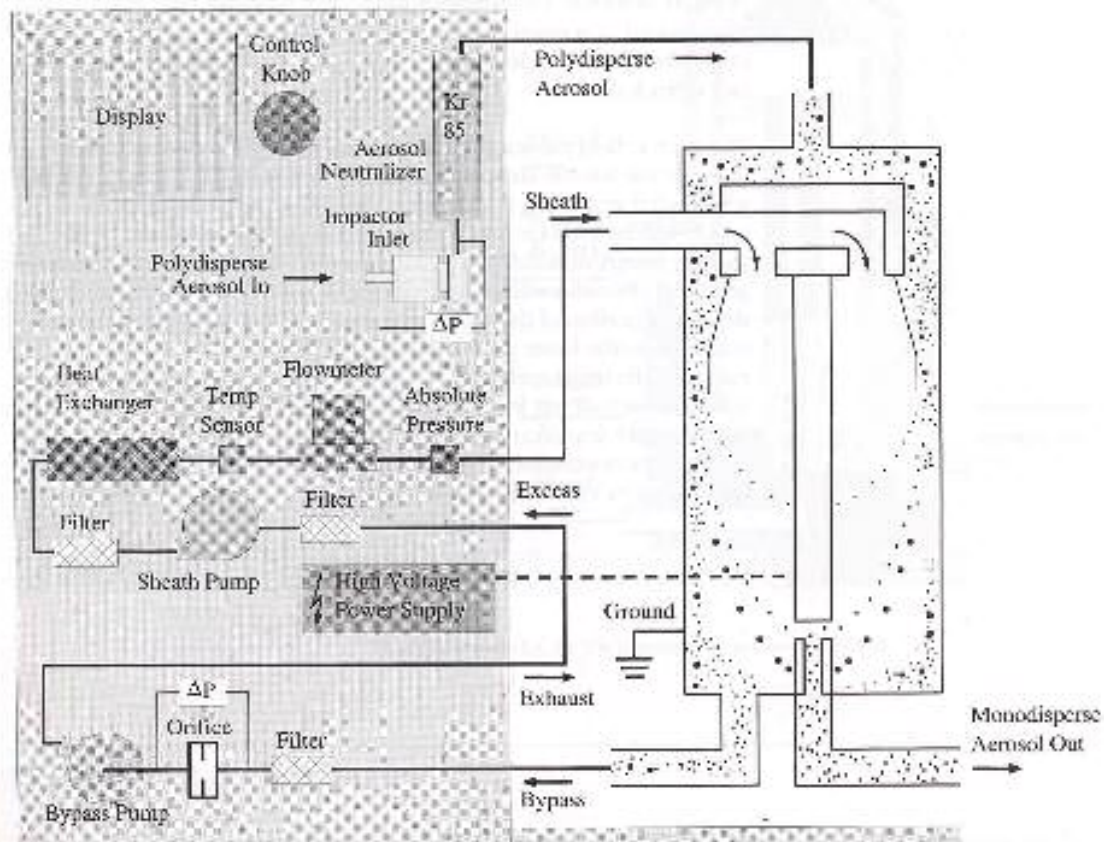 Control
Knob
Display
Polydisperse
Aerosol
Kr
85
Aerosol
Neutralizer
Sheath
Impactor
Inlet
Polydisperse
Aerosol In
ΔP
Heat
Exchanger
Temp
Sensor
Flowmeter
Absolute
Pressure
Excess
Filter
Filter
Sheath Pump
High Voltage
Power Supply
Ground
Exhaust
ΔP
Orifice
Filter
Monodisperse
Aerosol Out
Bypass
Bypass Pump